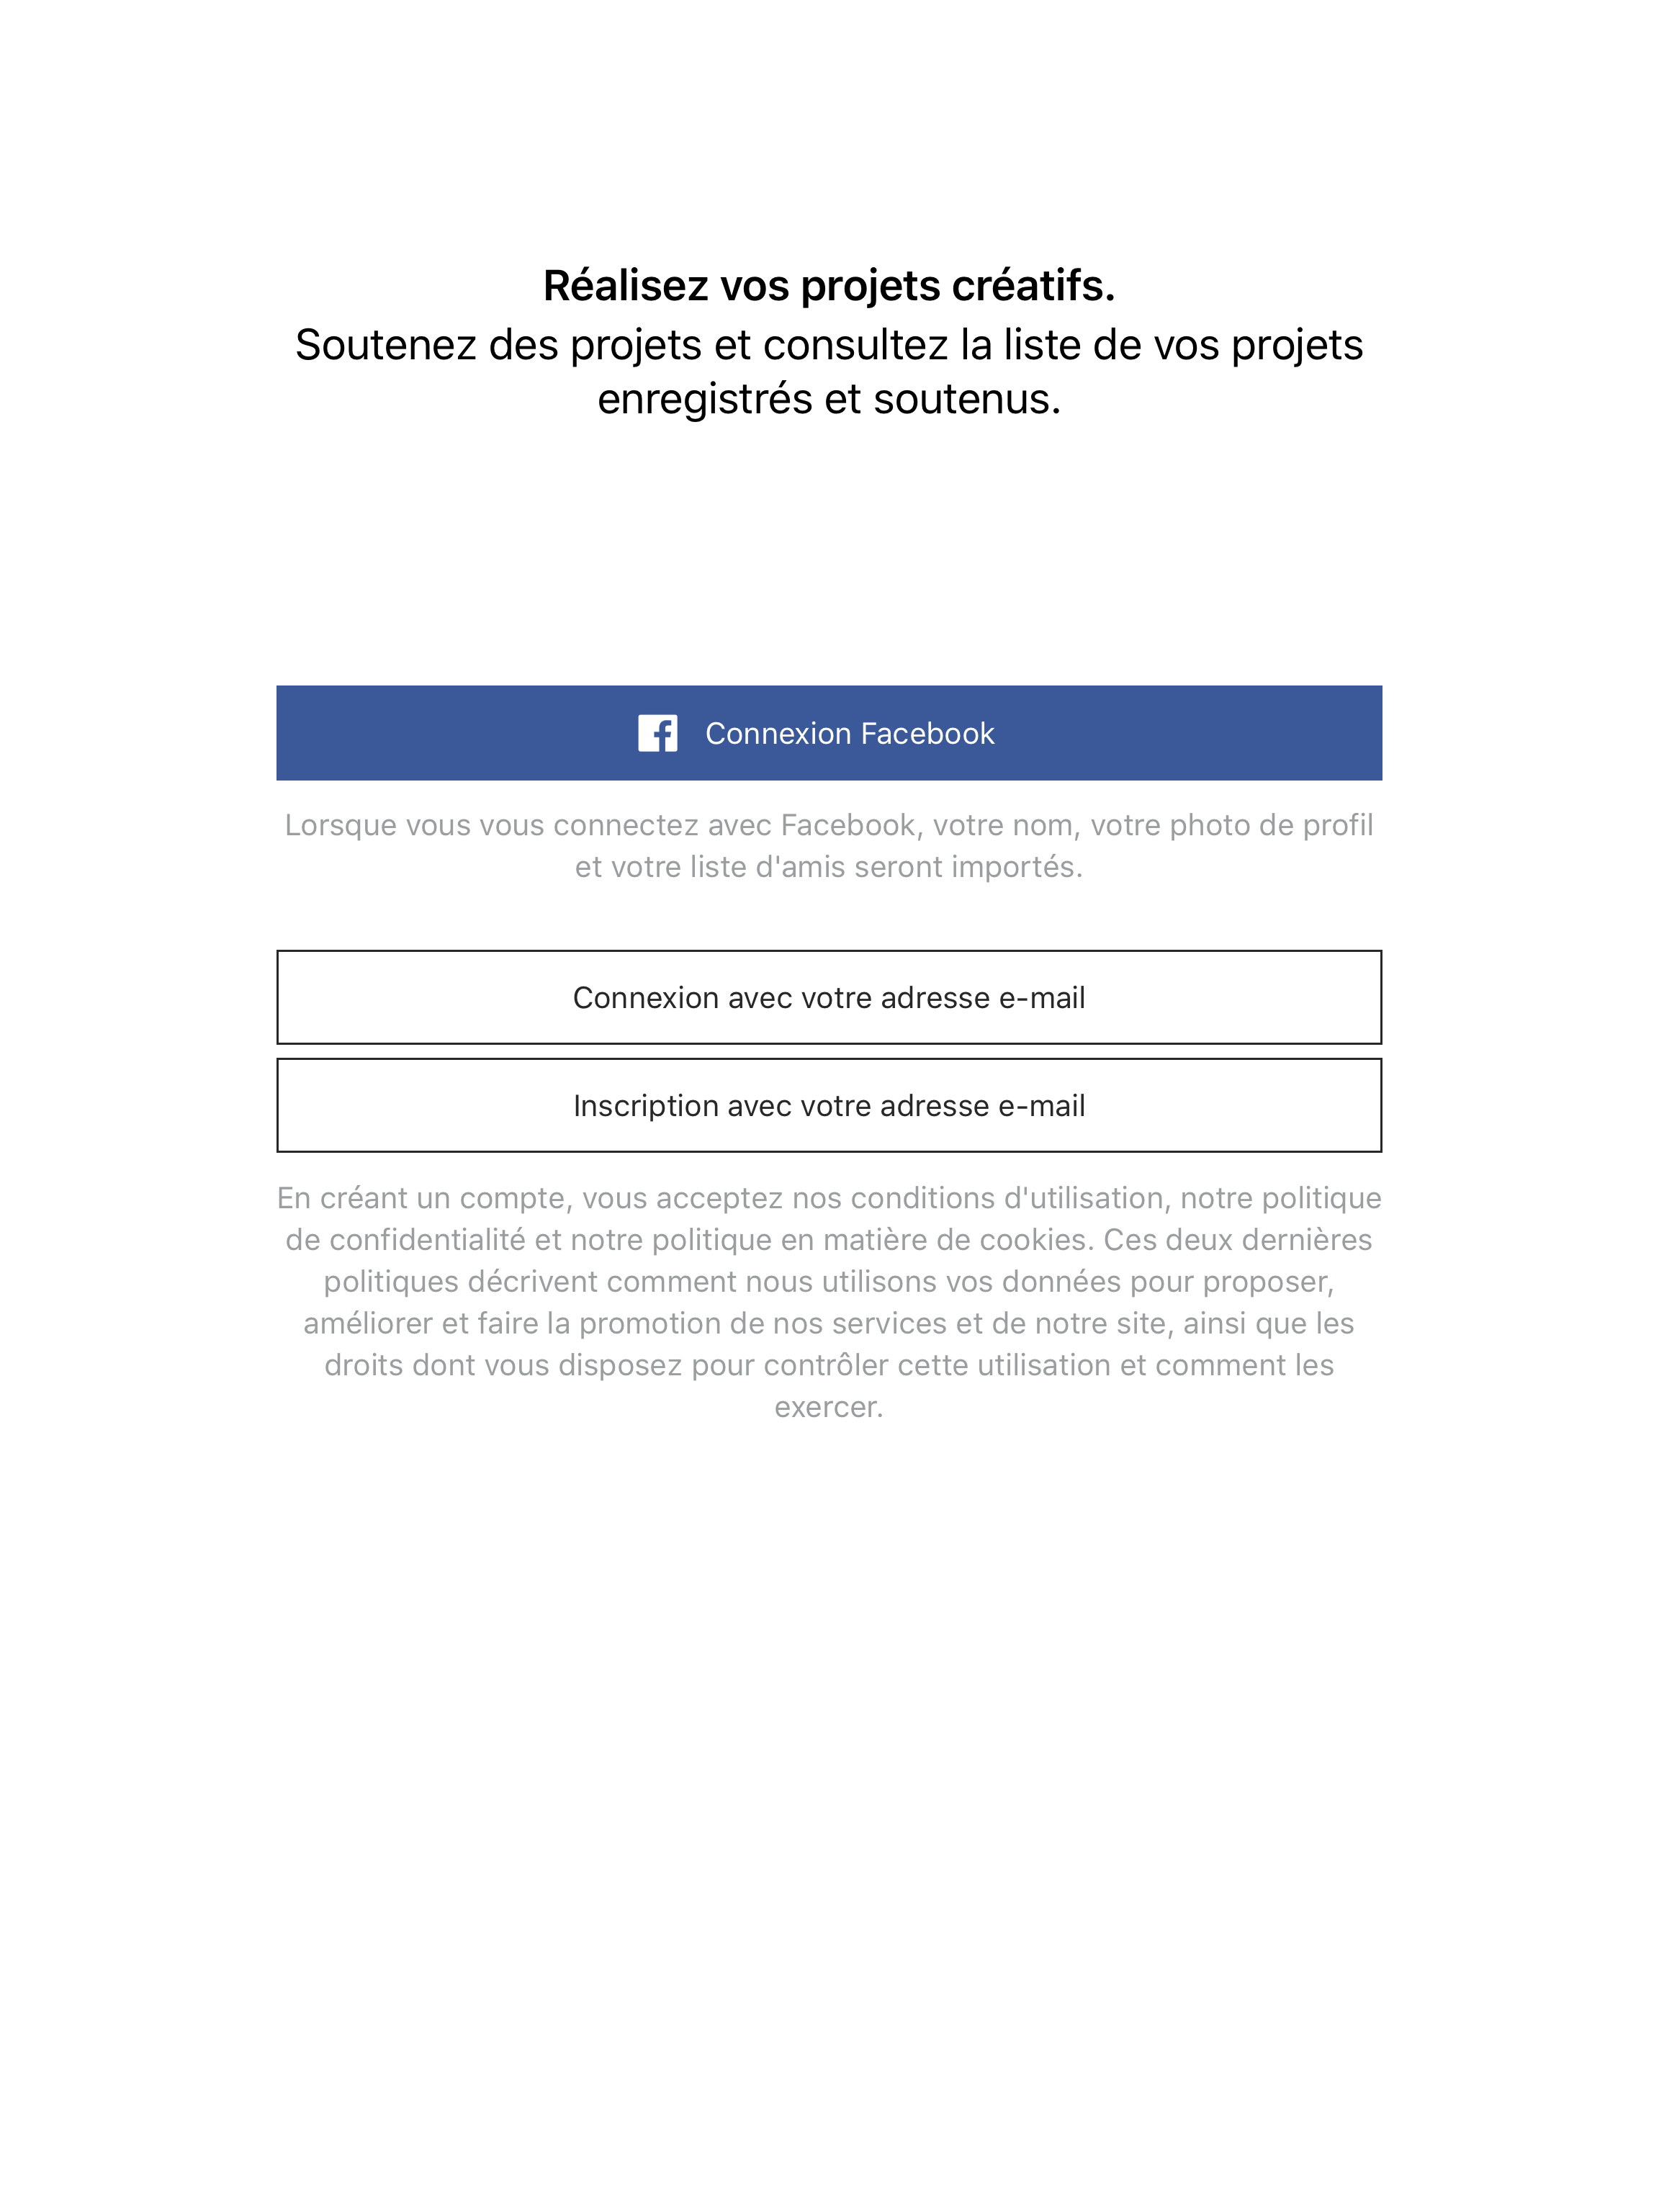 Réalisez vos projets créatifs.
Soutenez des projets et consultez la liste de vos projets
enregistrés et soutenus.
Connexion Facebook
Lorsque vous vous connectez avec Facebook, votre nom, votre photo de profil
et votre liste d'amis seront importés.
Connexion avec votre adresse e-mail
Inscription avec votre adresse e-mail
En créant un compte, vous acceptez nos conditions d'utilisation, notre politique
de confidentialité et notre politique en matière de cookies. Ces deux dernières
politiques décrivent comment nous utilisons vos données pour proposer,
améliorer et faire la promotion de nos services et de notre site, ainsi que les
droits dont vous disposez pour contrôler cette utilisation et comment les
exercer.